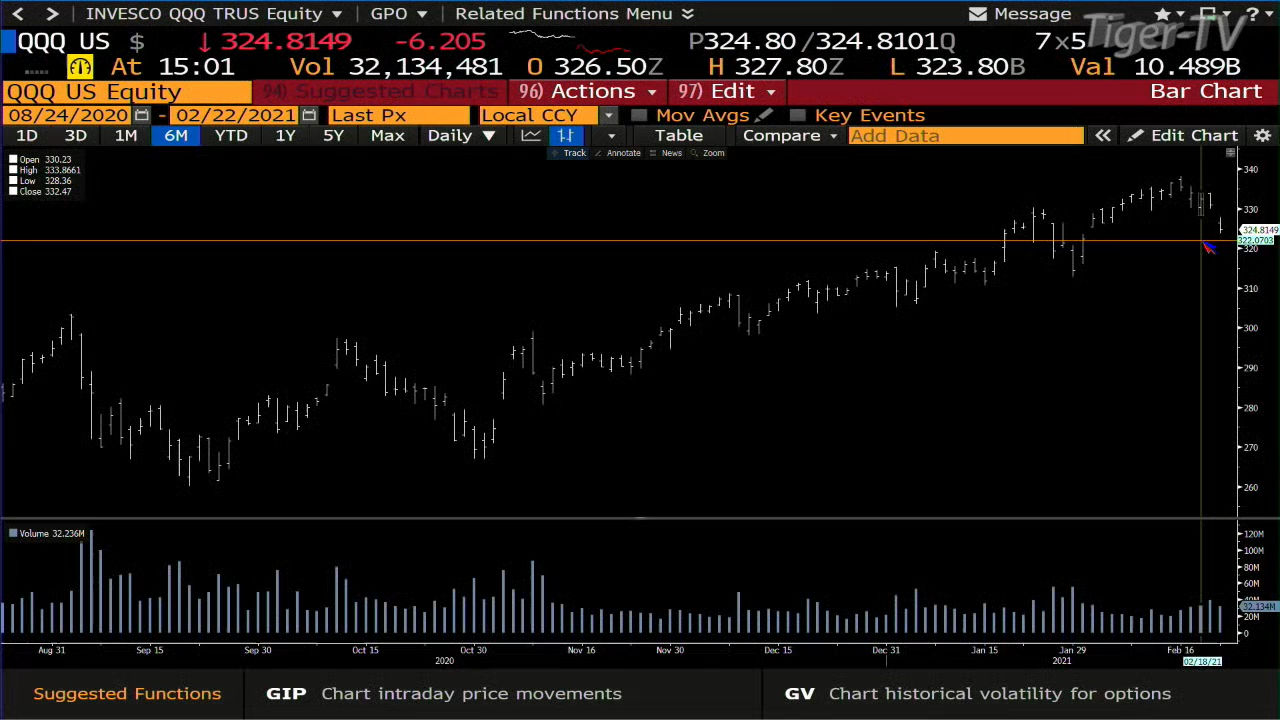 INVESCO QQQ TRUS Equity GPO Related Functions Menu Message ?
QQQ US $ ↓ 324.8149 -6.205 P324.80 /324.8101Q 7x5
Tiger-TV
At 15:01 Vol 32,134,481 O 326.50Z H 327.80Z L 323.80B Val 10.489B
QQQ US Equity 94) Suggested Charts 96) Actions 97) Edit Bar Chart
08/24/2020 - 02/22/2021 Last Px Local CCY Mov Avgs Key Events
1D 3D 1M 6M YTD 1Y 5Y Max Daily ▼ Table Compare Add Data « Edit Chart
Track Annotate News Zoom
Open 330.23
High 333.8661
Low 328.36
Close 332.47
340
330
324.8149
322.0703
320
310
300
290
280
270
260
Volume 32.236M
120M
100M
80M
60M
40M
32.134M
20M
0
Aug 31 Sep 15 Sep 30 Oct 15 Oct 30 Nov 16 Nov 30 Dec 15 Dec 31 Jan 15 Jan 29 Feb 16
2020 2021 02/18/21
Suggested Functions GIP Chart intraday price movements GV Chart historical volatility for options